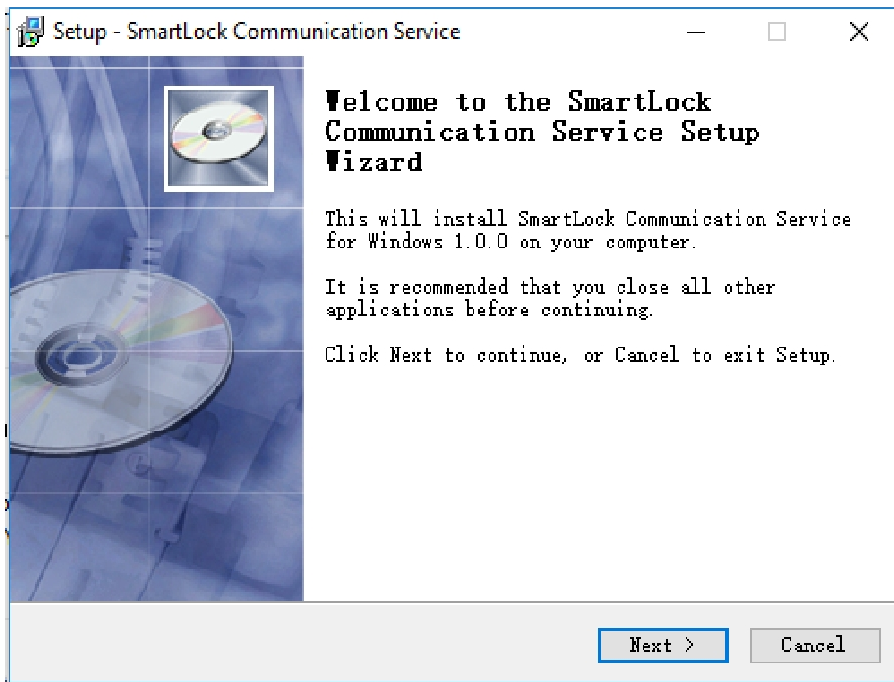 Setup - SmartLock Communication Service
Welcome to the SmartLock
Communication Service Setup
Wizard
This will install SmartLock Communication Service
for Windows 1.0.0 on your computer.
It is recommended that you close all other
applications before continuing.
Click Next to continue, or Cancel to exit Setup.
Next >
Cancel